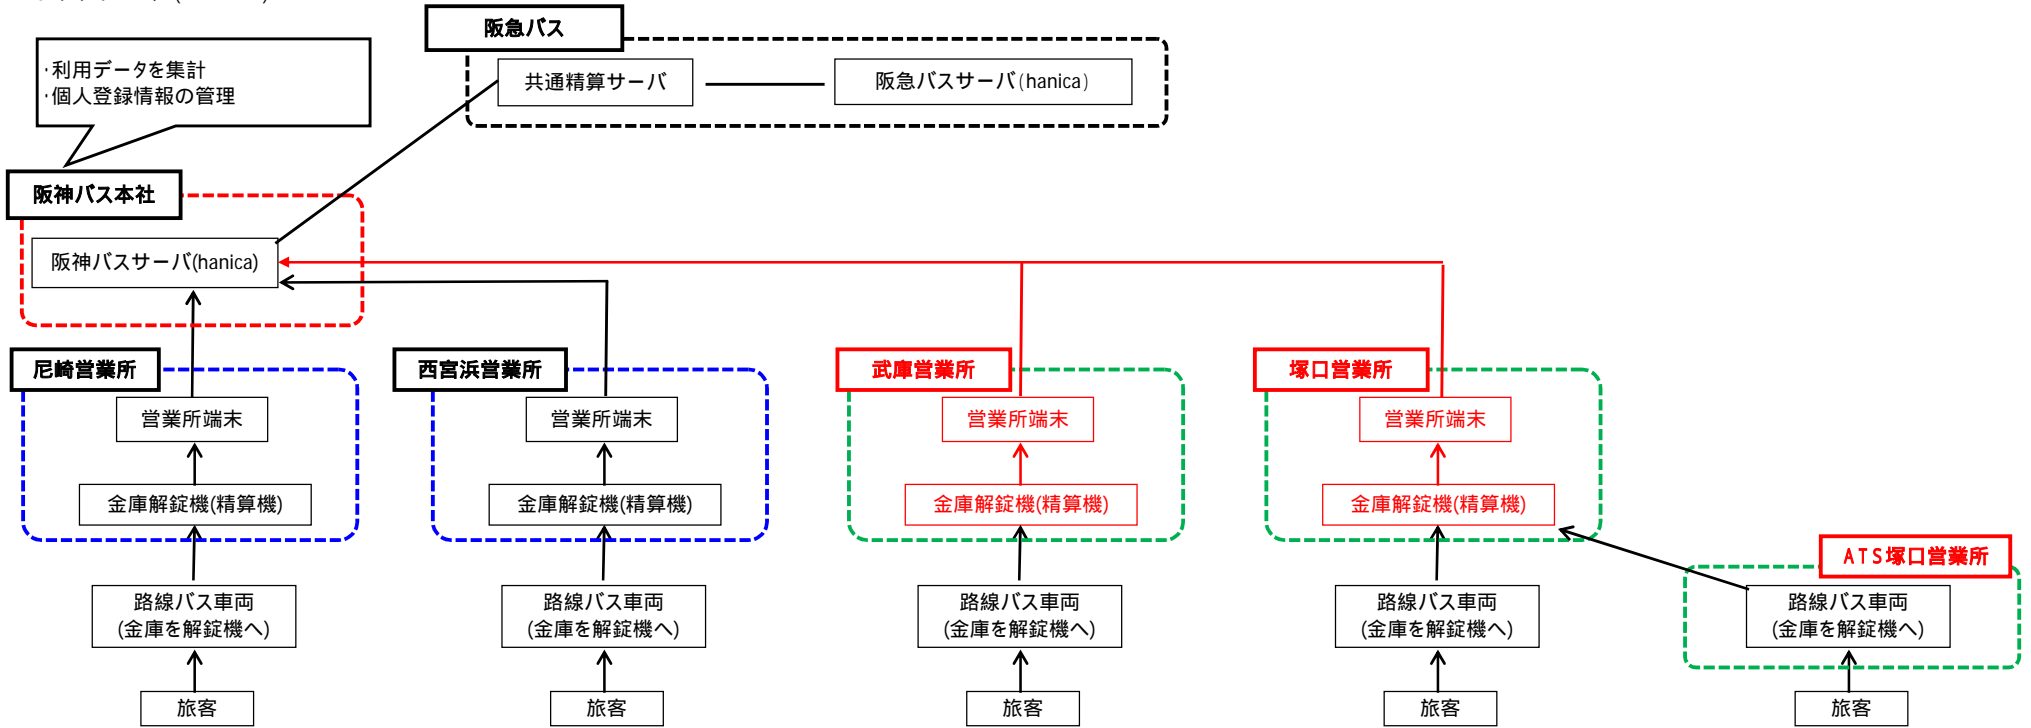 阪急バス
共通精算サーバ
阪急バスサーバ(hanica)
・利用データを集計
・個人登録情報の管理
阪神バス本社
阪神バスサーバ(hanica)
尼崎営業所
西宮浜営業所
武庫営業所
塚口営業所
営業所端末
営業所端末
営業所端末
営業所端末
金庫解錠機(精算機)
金庫解錠機(精算機)
金庫解錠機(精算機)
金庫解錠機(精算機)
ATS塚口営業所
路線バス車両
(金庫を解錠機へ)
路線バス車両
(金庫を解錠機へ)
路線バス車両
(金庫を解錠機へ)
路線バス車両
(金庫を解錠機へ)
路線バス車両
(金庫を解錠機へ)
旅客
旅客
旅客
旅客
旅客